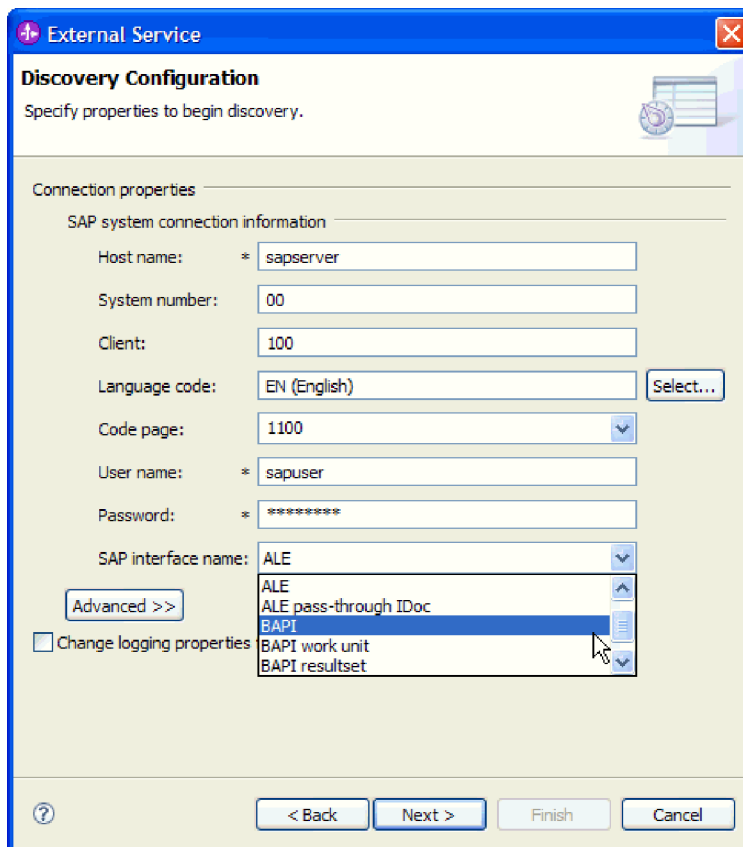 External Service
Discovery Configuration
Specify properties to begin discovery.
Connection properties
SAP system connection information
Host name: * sapserver
System number: 00
Client: 100
Language code: EN (English) Select...
Code page: 1100
User name: * sapuser
Password: * ********
SAP interface name: ALE
ALE
ALE pass-through IDoc
BAPI
BAPI work unit
BAPI resultset
Advanced >>
Change logging properties
? < Back Next > Finish Cancel